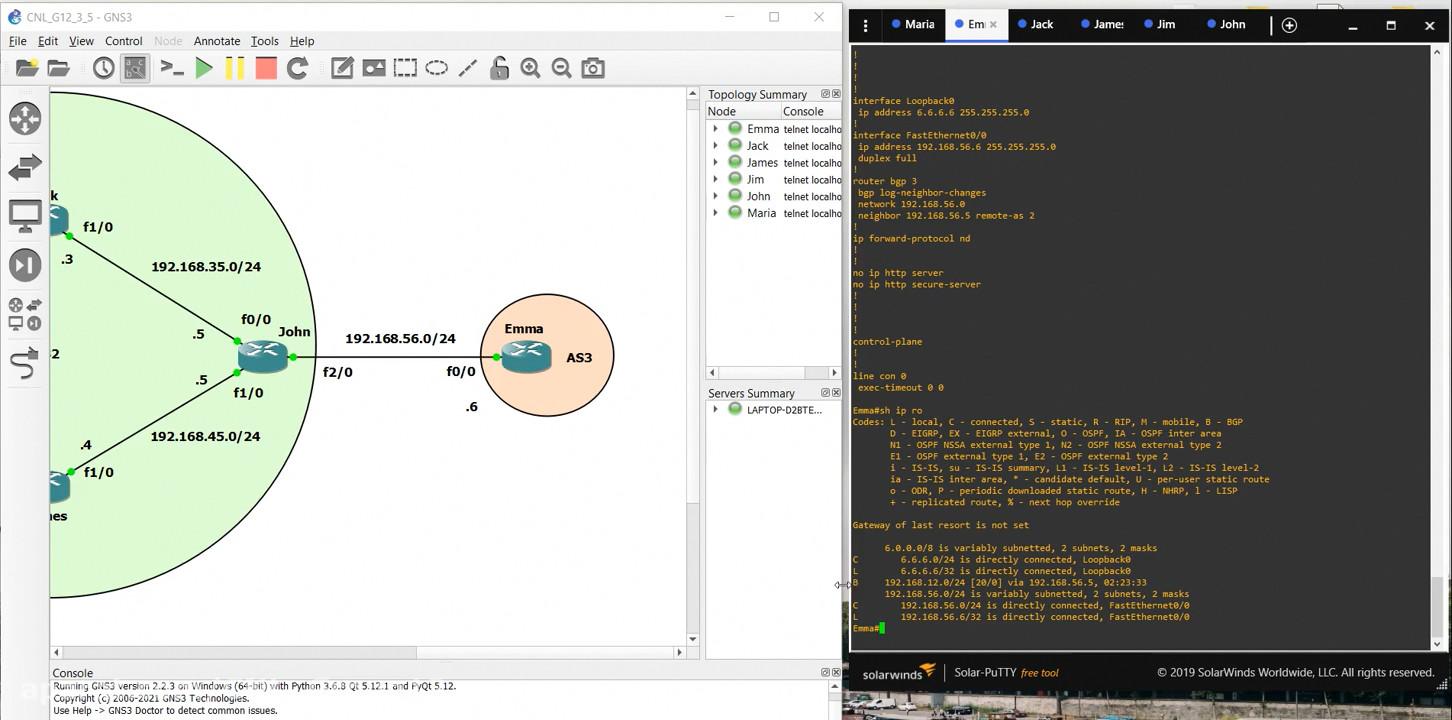 CNL_G12_3_5 - GNS3
File Edit View Control Node Annotate Tools Help
k
f1/0
.3
192.168.35.0/24
f0/0
.5
John
2
192.168.56.0/24
Emma
AS3
f2/0
f0/0
.5
f1/0
.6
192.168.45.0/24
.4
f1/0
nes
Topology Summary
Node Console
Emma telnet localho
Jack telnet localho
James telnet localho
Jim telnet localho
John telnet localho
Maria telnet localho
Servers Summary
LAPTOP-D2BTE...
Console
Running GNS3 version 2.2.3 on Windows (64-bit) with Python 3.6.8 Qt 5.12.1 and PyQt 5.12.
Copyright (c) 2006-2021 GNS3 Technologies.
Use Help -> GNS3 Doctor to detect common issues.
Maria Em Jack James Jim John
!
!
!
!
interface Loopback0
ip address 6.6.6.6 255.255.255.0
!
interface FastEthernet0/0
ip address 192.168.56.6 255.255.255.0
duplex full
!
router bgp 3
bgp log-neighbor-changes
network 192.168.56.0
neighbor 192.168.56.5 remote-as 2
!
ip forward-protocol nd
!
!
no ip http server
no ip http secure-server
!
!
!
!
control-plane
!
!
line con 0
exec-timeout 0 0
Emma#sh ip ro
Codes: L - local, C - connected, S - static, R - RIP, M - mobile, B - BGP
D - EIGRP, EX - EIGRP external, O - OSPF, IA - OSPF inter area
N1 - OSPF NSSA external type 1, N2 - OSPF NSSA external type 2
E1 - OSPF external type 1, E2 - OSPF external type 2
i - IS-IS, su - IS-IS summary, L1 - IS-IS level-1, L2 - IS-IS level-2
ia - IS-IS inter area, * - candidate default, U - per-user static route
o - ODR, P - periodic downloaded static route, H - NHRP, l - LISP
+ - replicated route, % - next hop override
Gateway of last resort is not set
6.0.0.0/8 is variably subnetted, 2 subnets, 2 masks
C 6.6.6.0/24 is directly connected, Loopback0
L 6.6.6.6/32 is directly connected, Loopback0
B 192.168.12.0/24 [20/0] via 192.168.56.5, 02:23:33
192.168.56.0/24 is variably subnetted, 2 subnets, 2 masks
C 192.168.56.0/24 is directly connected, FastEthernet0/0
L 192.168.56.6/32 is directly connected, FastEthernet0/0
Emma#
solarwinds Solar-PuTTY free tool © 2019 SolarWinds Worldwide, LLC. All rights reserved.